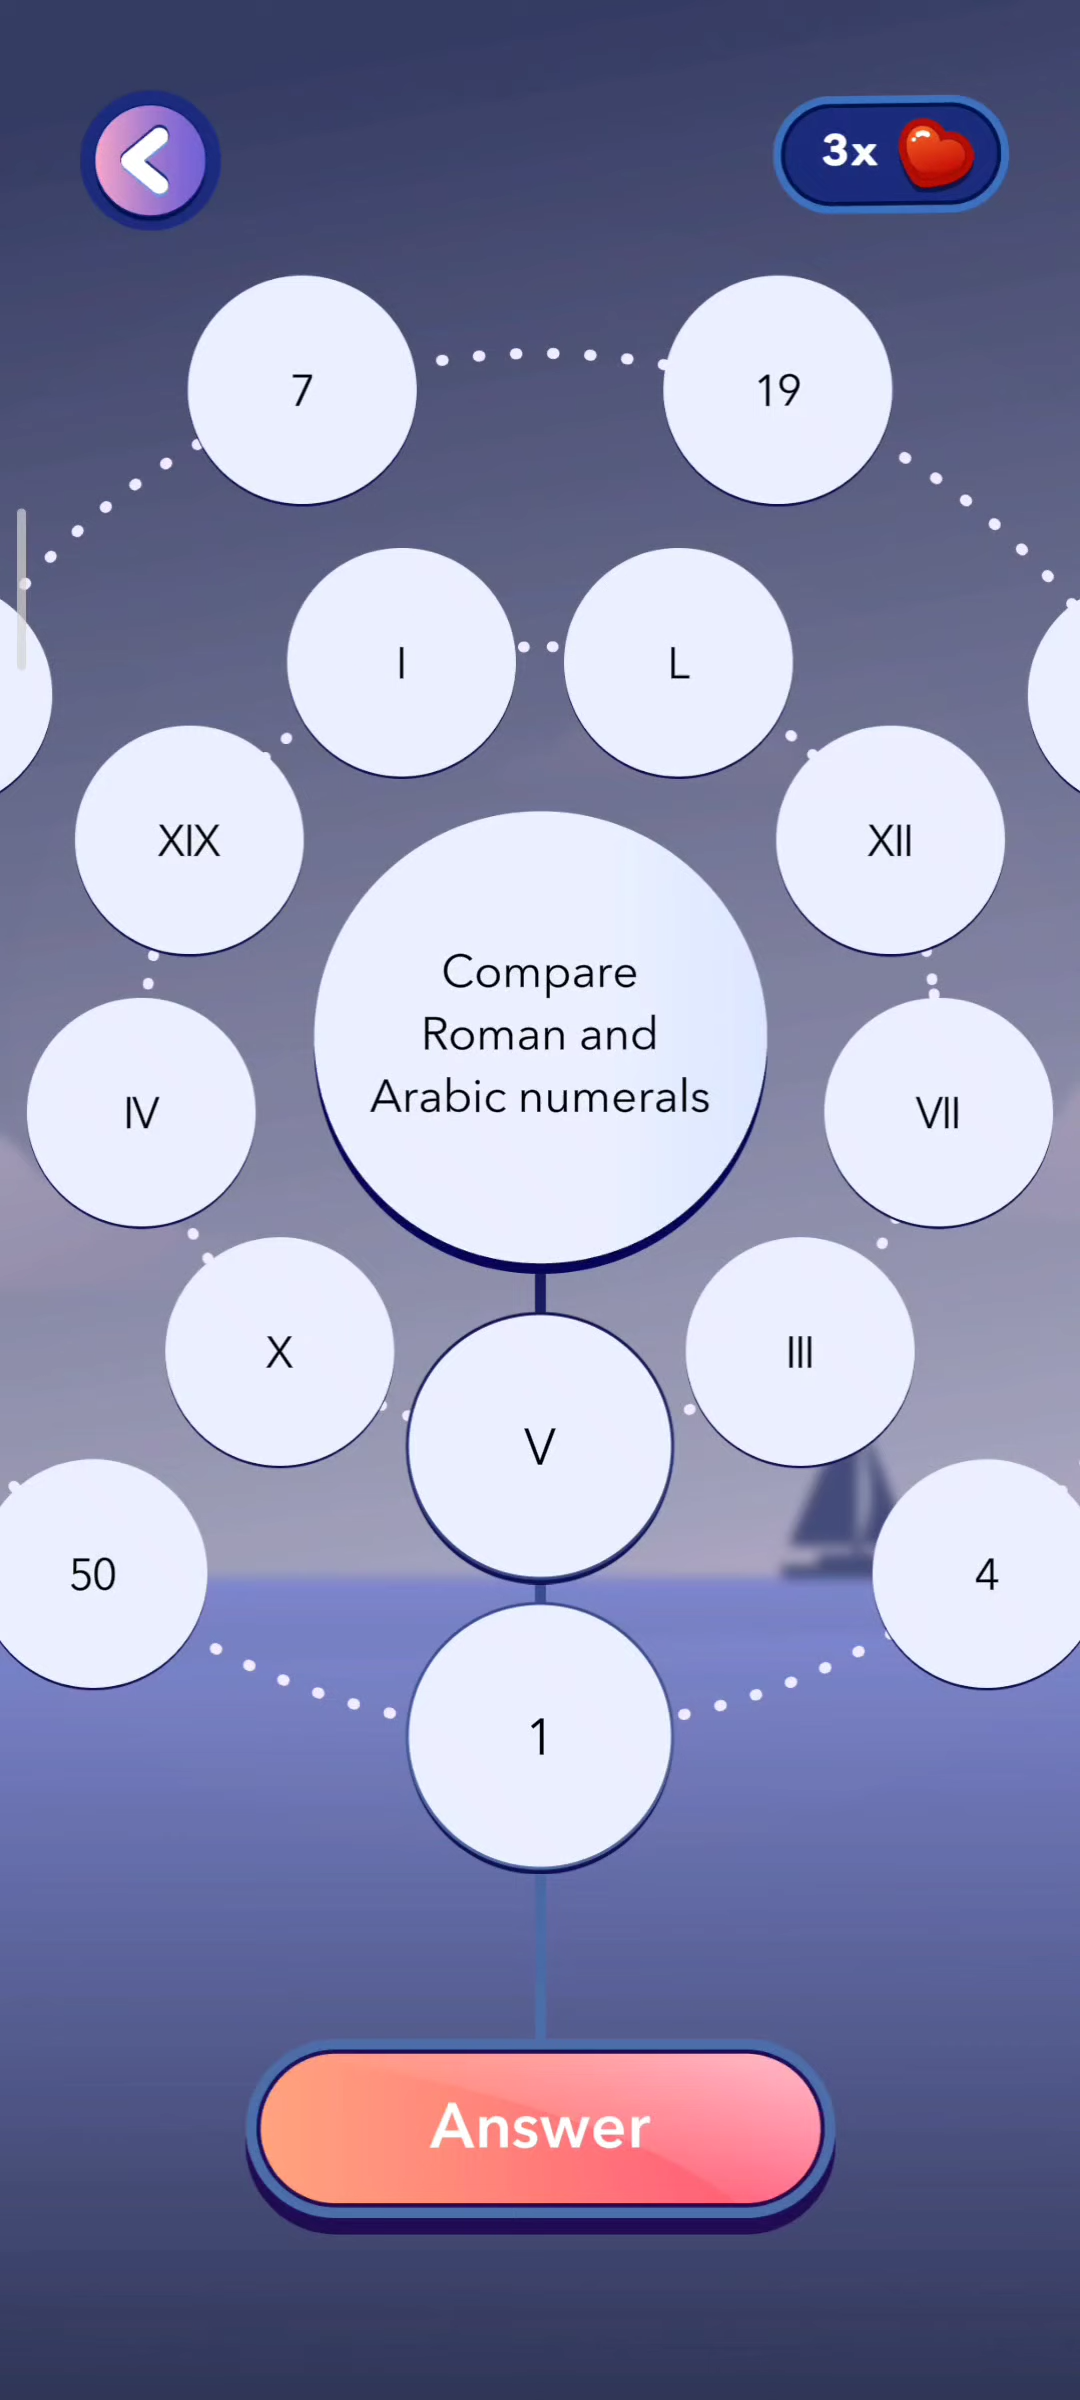 3x
7
19
I
L
XIX
XII
Compare
Roman and
Arabic numerals
IV
VII
X
III
V
50
4
1
Answer